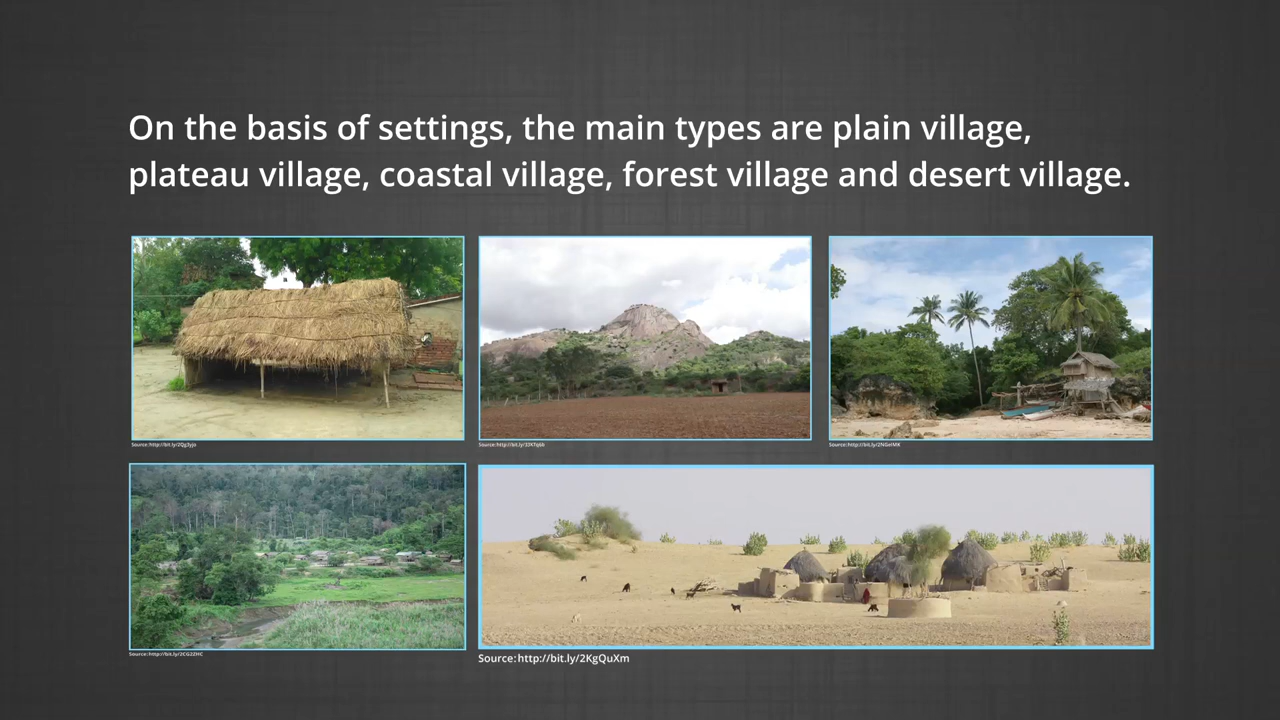 On the basis of settings, the main types are plain village,
plateau village, coastal village, forest village and desert village.
Source:http://bit.ly/2KgQuXm